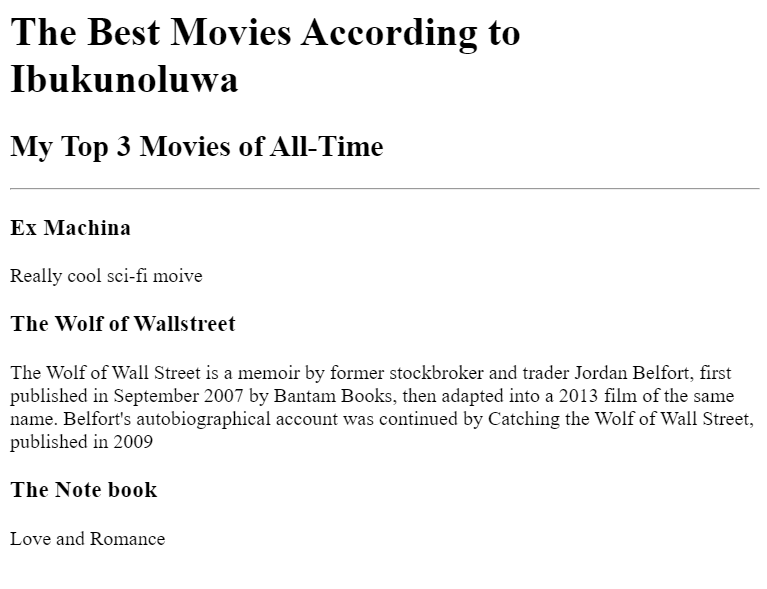 The Best Movies According to
Ibukunoluwa
My Top 3 Movies of All-Time
Ex Machina
Really cool sci-fi moive
The Wolf of Wallstreet
The Wolf of Wall Street is a memoir by former stockbroker and trader Jordan Belfort, first
published in September 2007 by Bantam Books, then adapted into a 2013 film of the same
name. Belfort's autobiographical account was continued by Catching the Wolf of Wall Street,
published in 2009
The Note book
Love and Romance